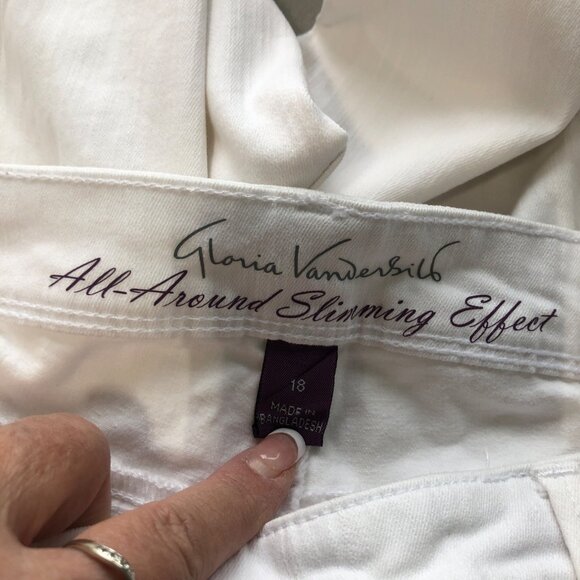 Gloria Vanderbilt
All-Around Slimming Effect
18
MADE IN
BANGLADESH